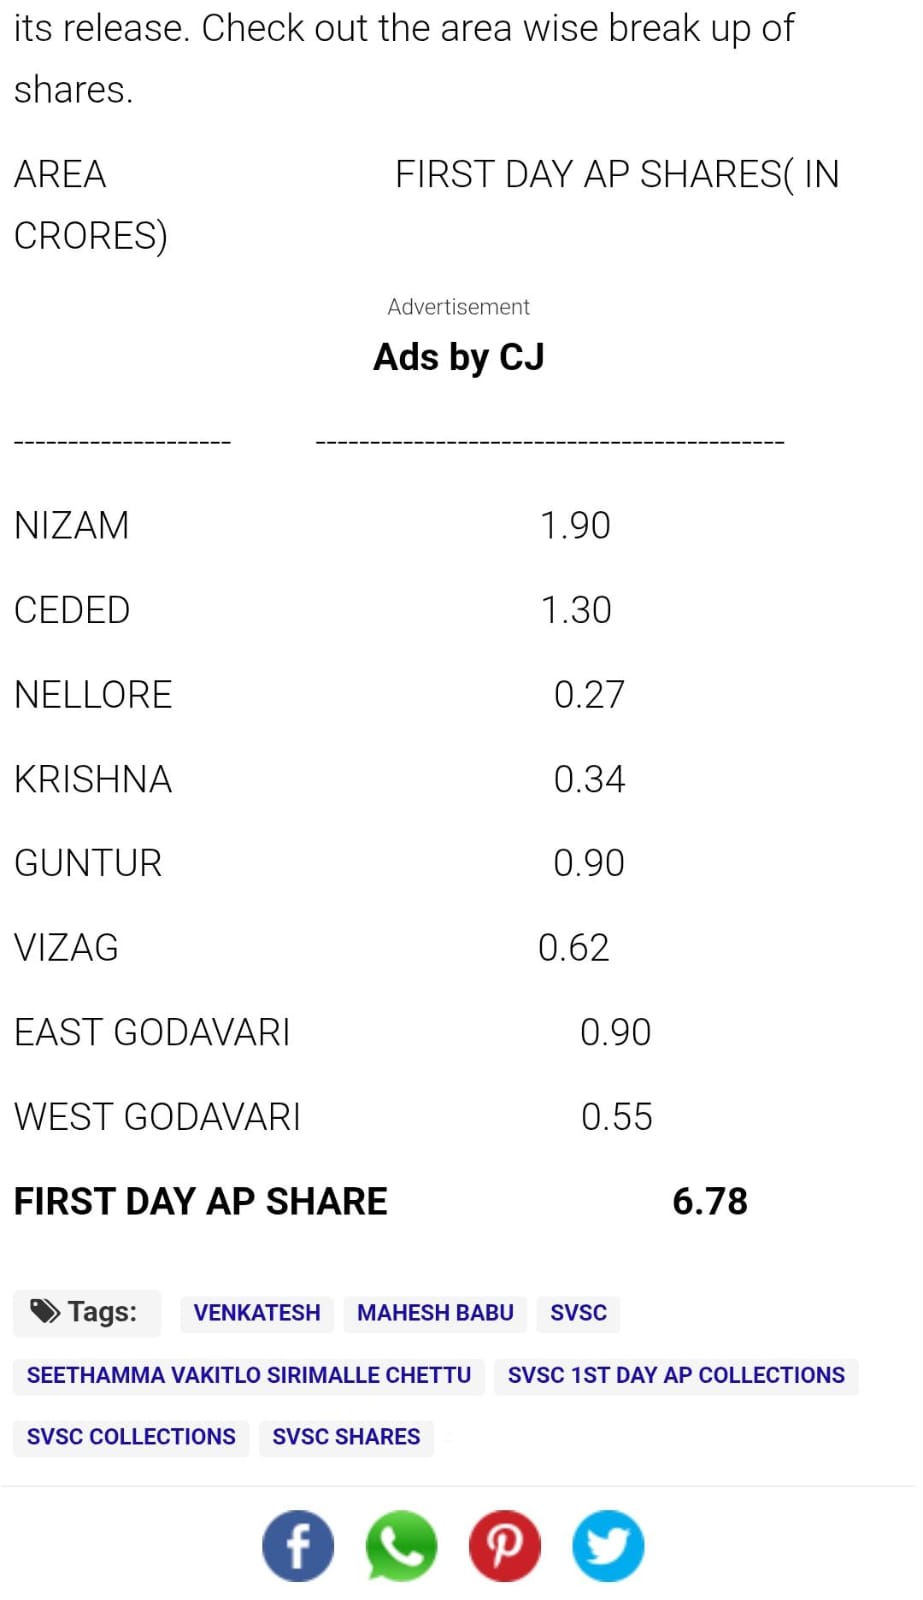 its release. Check out the area wise break up of
shares.
AREA FIRST DAY AP SHARES( IN
CRORES)
Advertisement
Ads by CJ
-------------------- -------------------------------------------
NIZAM 1.90
CEDED 1.30
NELLORE 0.27
KRISHNA 0.34
GUNTUR 0.90
VIZAG 0.62
EAST GODAVARI 0.90
WEST GODAVARI 0.55
FIRST DAY AP SHARE 6.78
Tags: VENKATESH MAHESH BABU SVSC
SEETHAMMA VAKITLO SIRIMALLE CHETTU SVSC 1ST DAY AP COLLECTIONS
SVSC COLLECTIONS SVSC SHARES